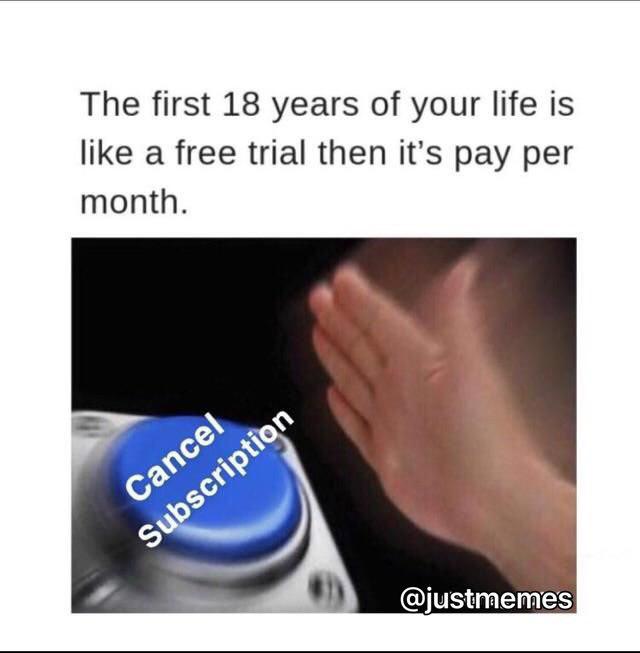 The first 18 years of your life is
like a free trial then it’s pay per
month.
Cancel
Subscription
@justmemes